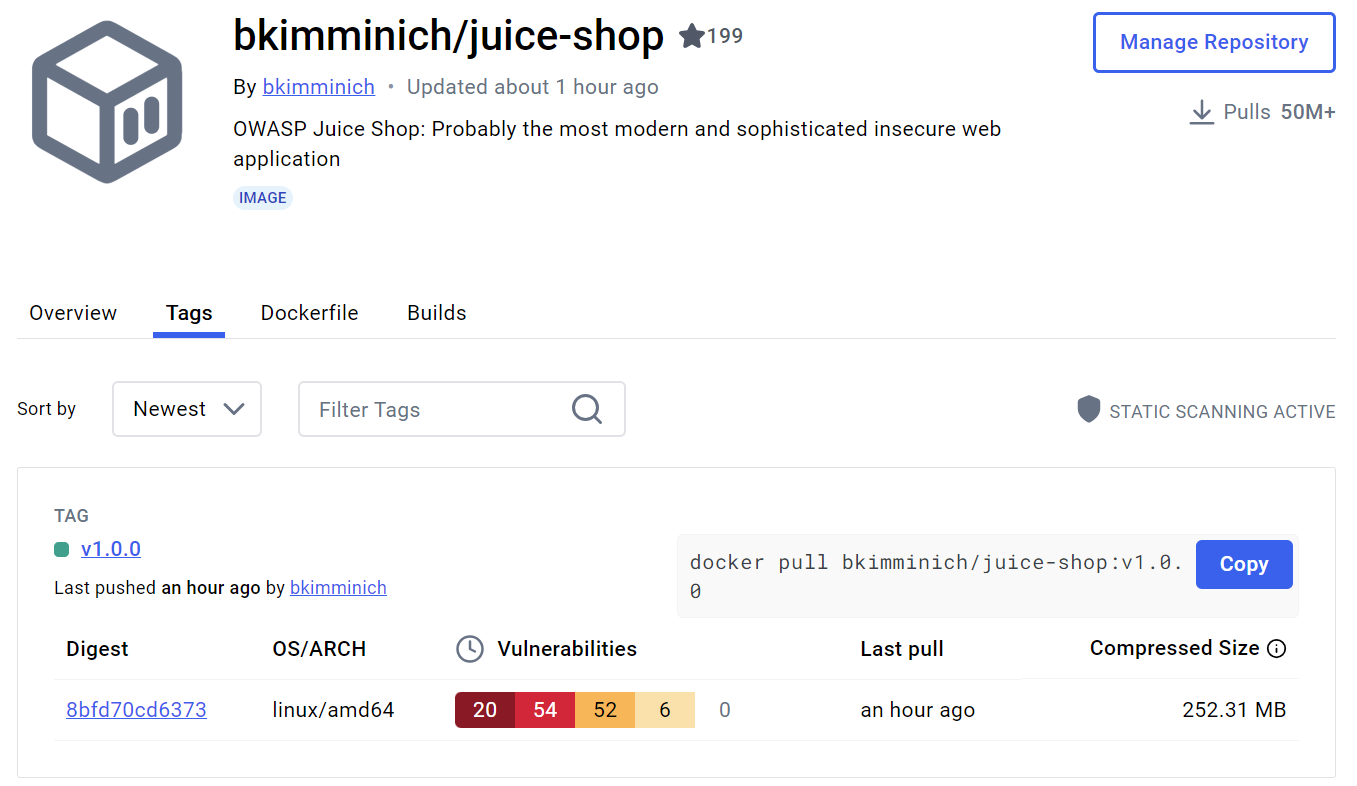 bkimminich/juice-shop 199
Manage Repository
By bkimminich • Updated about 1 hour ago
Pulls 50M+
OWASP Juice Shop: Probably the most modern and sophisticated insecure web
application
IMAGE
Overview Tags Dockerfile Builds
Sort by Newest Filter Tags STATIC SCANNING ACTIVE
TAG
v1.0.0
Last pushed an hour ago by bkimminich
docker pull bkimminich/juice-shop:v1.0.
0
Copy
Digest OS/ARCH Vulnerabilities Last pull Compressed Size
8bfd70cd6373 linux/amd64 20 54 52 6 0 an hour ago 252.31 MB